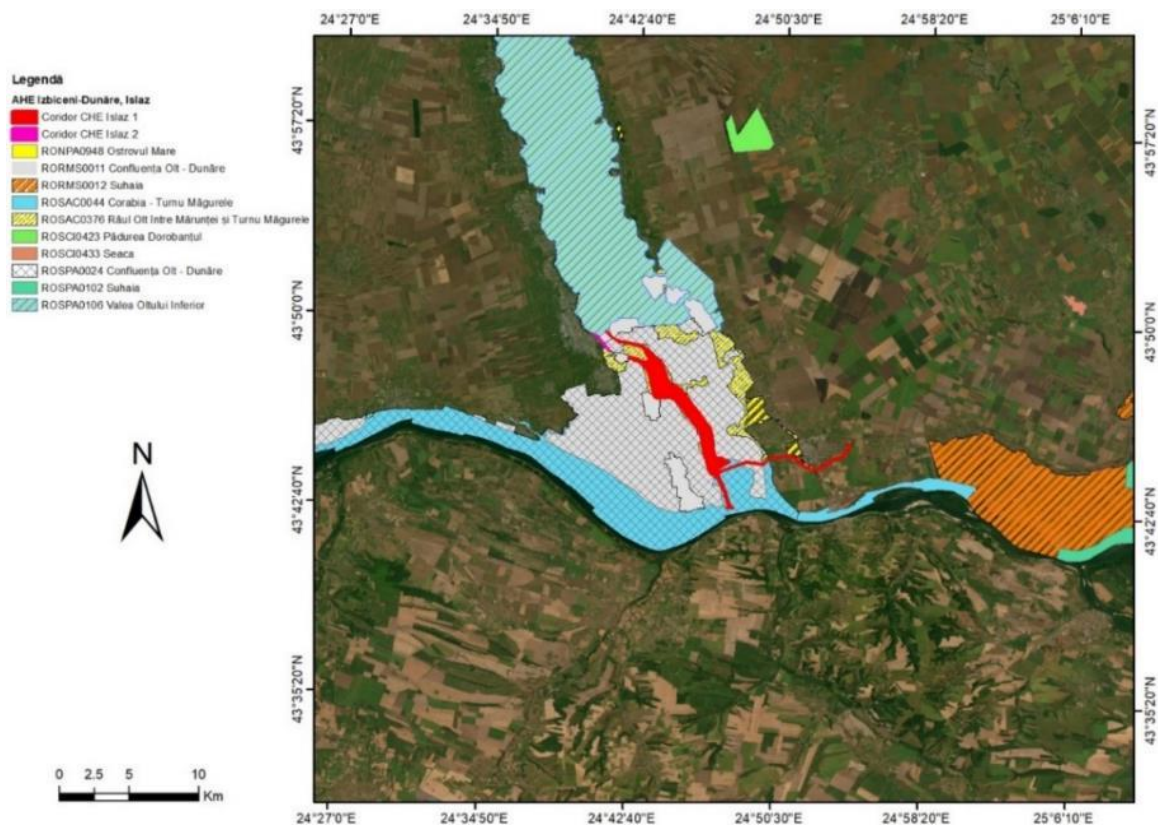 24°27'0"E 24°34'50"E 24°42'40"E 24°50'30"E 24°58'20"E 25°6'10"E
Legendă
AHE Izbiceni-Dunăre, Islaz
Coridor CHE Islaz 1
Coridor CHE Islaz 2
RONPA0948 Ostrovul Mare
RORMS0011 Confluența Olt - Dunăre
RORMS0012 Suhaia
ROSAC0044 Corabia - Turnu Măgurele
ROSAC0376 Râul Olt între Mărunței și Turnu Măgurele
ROSCI0423 Pădurea Dorobanțul
ROSCI0433 Seaca
ROSPA0024 Confluența Olt - Dunăre
ROSPA0102 Suhaia
ROSPA0106 Valea Oltului Inferior
43°57'20"N
43°50'0"N
43°42'40"N
43°35'20"N
43°57'20"N
43°50'0"N
43°42'40"N
43°35'20"N
N
0 2.5 5 10
Km
24°27'0"E 24°34'50"E 24°42'40"E 24°50'30"E 24°58'20"E 25°6'10"E